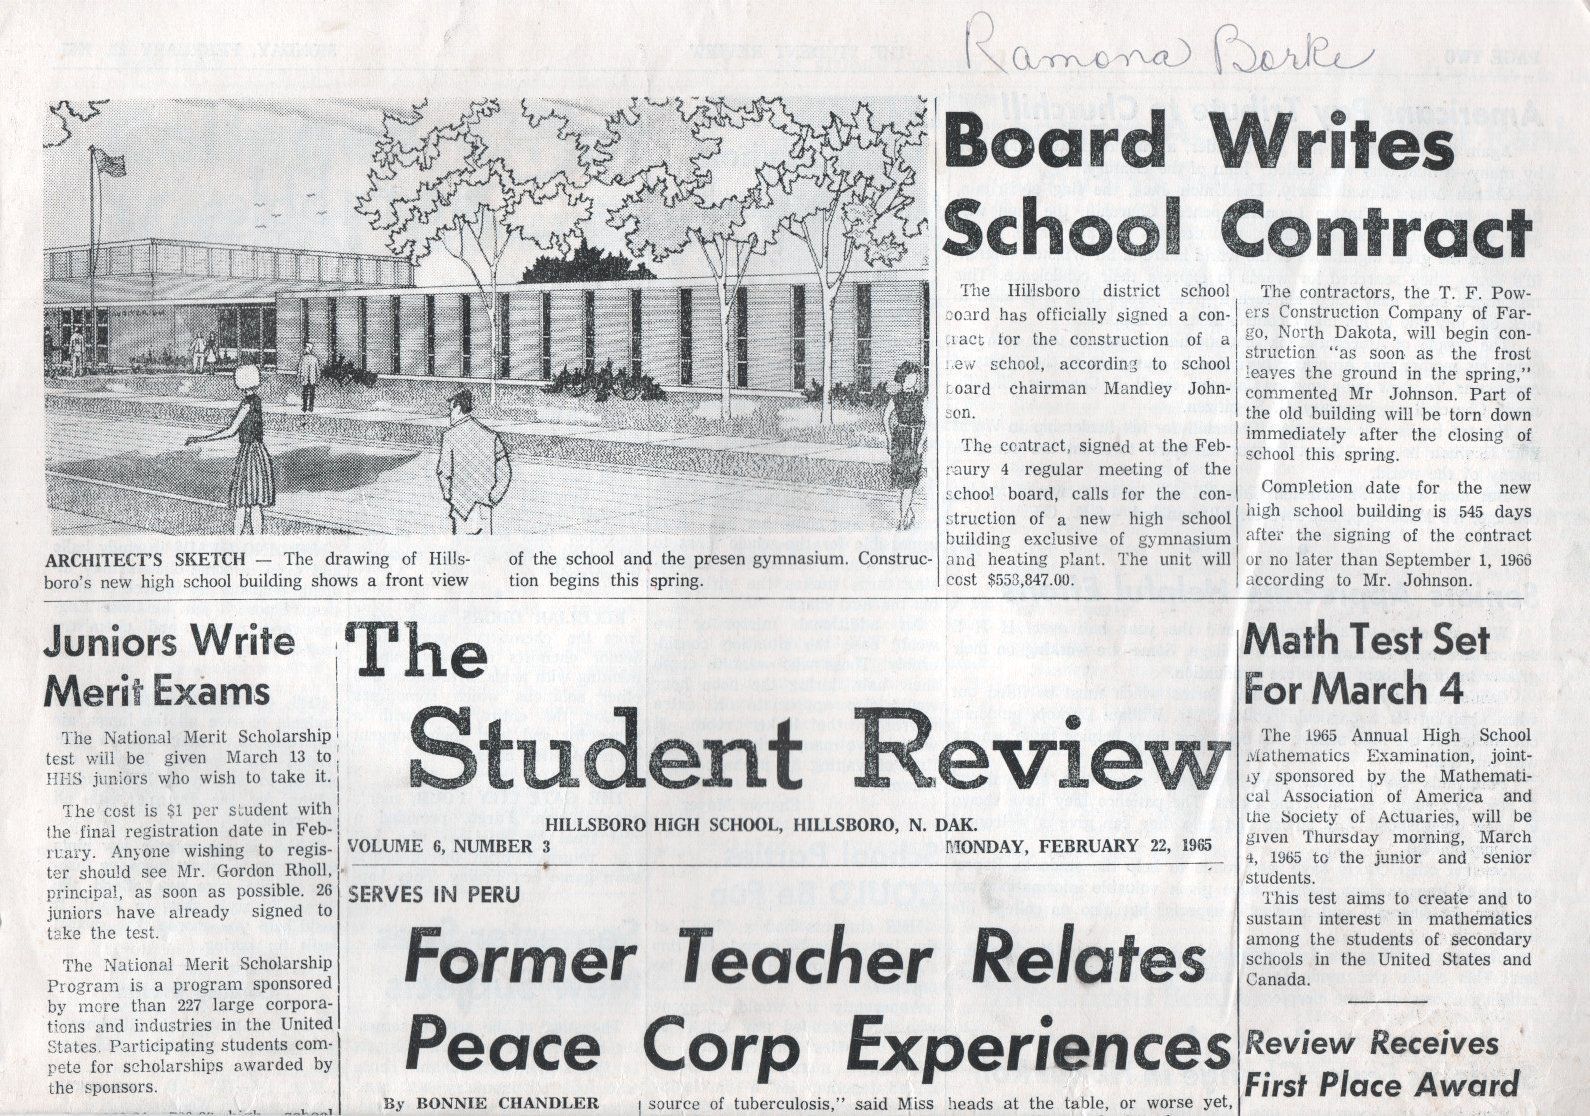 Ramona Borke
Board Writes
School Contract
The Hillsboro district school
board has officially signed a con-
tract for the construction of a
new school, according to school
board chairman Mandley John-
son.
The contract, signed at the Feb-
raury 4 regular meeting of the
school board, calls for the con-
struction of a new high school
building exclusive of gymnasium
and heating plant. The unit will
cost $553,847.00.
The contractors, the T. F. Pow-
ers Construction Company of Far-
go, North Dakota, will begin con-
struction "as soon as the frost
leaves the ground in the spring,"
commented Mr Johnson. Part of
the old building will be torn down
immediately after the closing of
school this spring.
Completion date for the new
high school building is 545 days
after the signing of the contract
or no later than September 1, 1966
according to Mr. Johnson.
ARCHITECT'S SKETCH — The drawing of Hills-
boro's new high school building shows a front view
of the school and the presen gymnasium. Construc-
tion begins this spring.
Juniors Write
Merit Exams
The National Merit Scholarship
test will be given March 13 to
HHS juniors who wish to take it.
The cost is $1 per student with
the final registration date in Feb-
ruary. Anyone wishing to regis-
ter should see Mr. Gordon Rholl,
principal, as soon as possible. 26
juniors have already signed to
take the test.
The National Merit Scholarship
Program is a program sponsored
by more than 227 large corpora-
tions and industries in the United
States. Participating students com-
pete for scholarships awarded by
the sponsors.
high school
The
Student Review
HILLSBORO HIGH SCHOOL, HILLSBORO, N. DAK.
VOLUME 6, NUMBER 3
MONDAY, FEBRUARY 22, 1965
SERVES IN PERU
Former Teacher Relates
Peace Corp Experiences
By BONNIE CHANDLER
source of tuberculosis," said Miss
heads at the table, or worse yet,
Math Test Set
For March 4
The 1965 Annual High School
Mathematics Examination, joint-
ly sponsored by the Mathemati-
cal Association of America and
the Society of Actuaries, will be
given Thursday morning, March
4, 1965 to the junior and senior
students.
This test aims to create and to
sustain interest in mathematics
among the students of secondary
schools in the United States and
Canada.
Review Receives
First Place Award